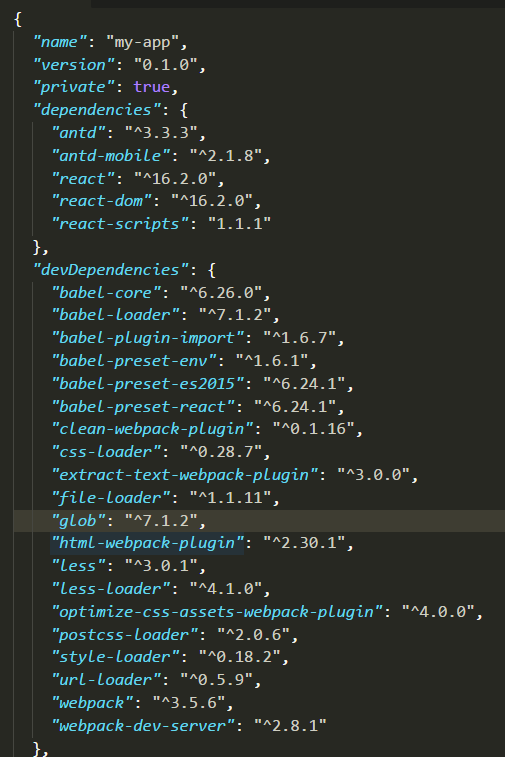 {
"name": "my-app",
"version": "0.1.0",
"private": true,
"dependencies": {
"antd": "^3.3.3",
"antd-mobile": "^2.1.8",
"react": "^16.2.0",
"react-dom": "^16.2.0",
"react-scripts": "1.1.1"
},
"devDependencies": {
"babel-core": "^6.26.0",
"babel-loader": "^7.1.2",
"babel-plugin-import": "^1.6.7",
"babel-preset-env": "^1.6.1",
"babel-preset-es2015": "^6.24.1",
"babel-preset-react": "^6.24.1",
"clean-webpack-plugin": "^0.1.16",
"css-loader": "^0.28.7",
"extract-text-webpack-plugin": "^3.0.0",
"file-loader": "^1.1.11",
"glob": "^7.1.2",
"html-webpack-plugin": "^2.30.1",
"less": "^3.0.1",
"less-loader": "^4.1.0",
"optimize-css-assets-webpack-plugin": "^4.0.0",
"postcss-loader": "^2.0.6",
"style-loader": "^0.18.2",
"url-loader": "^0.5.9",
"webpack": "^3.5.6",
"webpack-dev-server": "^2.8.1"
},